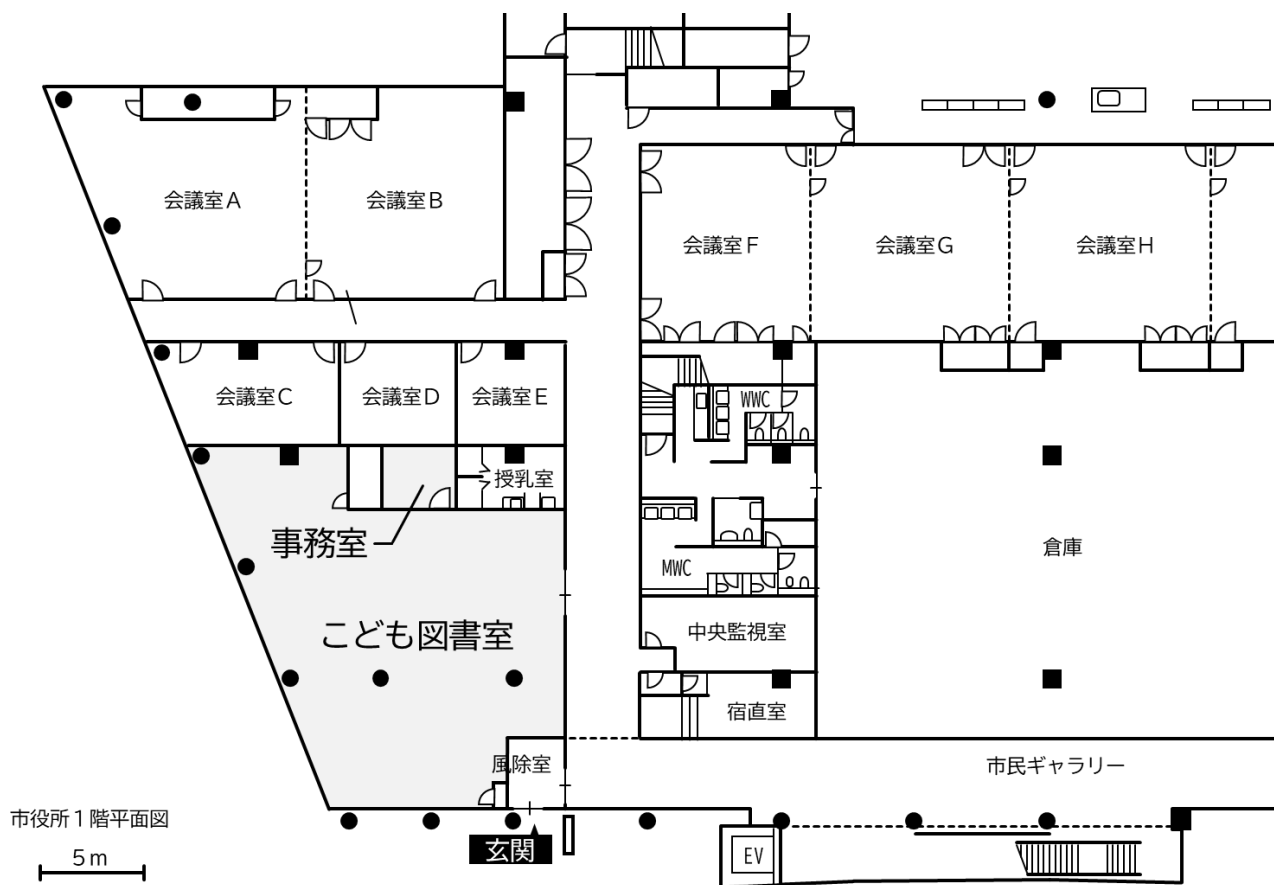 会議室A
会議室B
会議室F
会議室G
会議室H
会議室C
会議室D
会議室E
WWC
授乳室
事務室
倉庫
MWC
こども図書室
中央監視室
宿直室
風除室
市民ギャラリー
市役所1階平面図
玄関
EV
5m